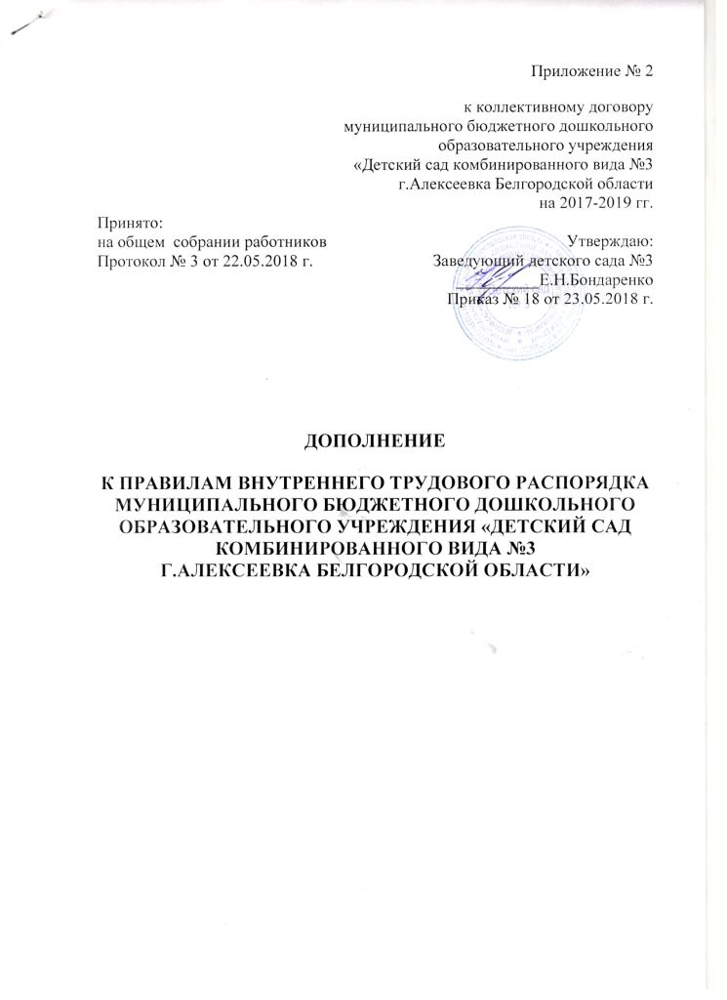 Приложение № 2
к коллективному договору
муниципального бюджетного дошкольного
образовательного учреждения
«Детский сад комбинированного вида №3
г.Алексеевка Белгородской области
на 2017-2019 гг.
Принято:
на общем собрании работников
Протокол № 3 от 22.05.2018 г.
Утверждаю:
Заведующий детского сада №3
Е.Н.Бондаренко
Приказ № 18 от 23.05.2018 г.
ДОПОЛНЕНИЕ
К ПРАВИЛАМ ВНУТРЕННЕГО ТРУДОВОГО РАСПОРЯДКА
МУНИЦИПАЛЬНОГО БЮДЖЕТНОГО ДОШКОЛЬНОГО
ОБРАЗОВАТЕЛЬНОГО УЧРЕЖДЕНИЯ «ДЕТСКИЙ САД
КОМБИНИРОВАННОГО ВИДА №3
Г.АЛЕКСЕЕВКА БЕЛГОРОДСКОЙ ОБЛАСТИ»